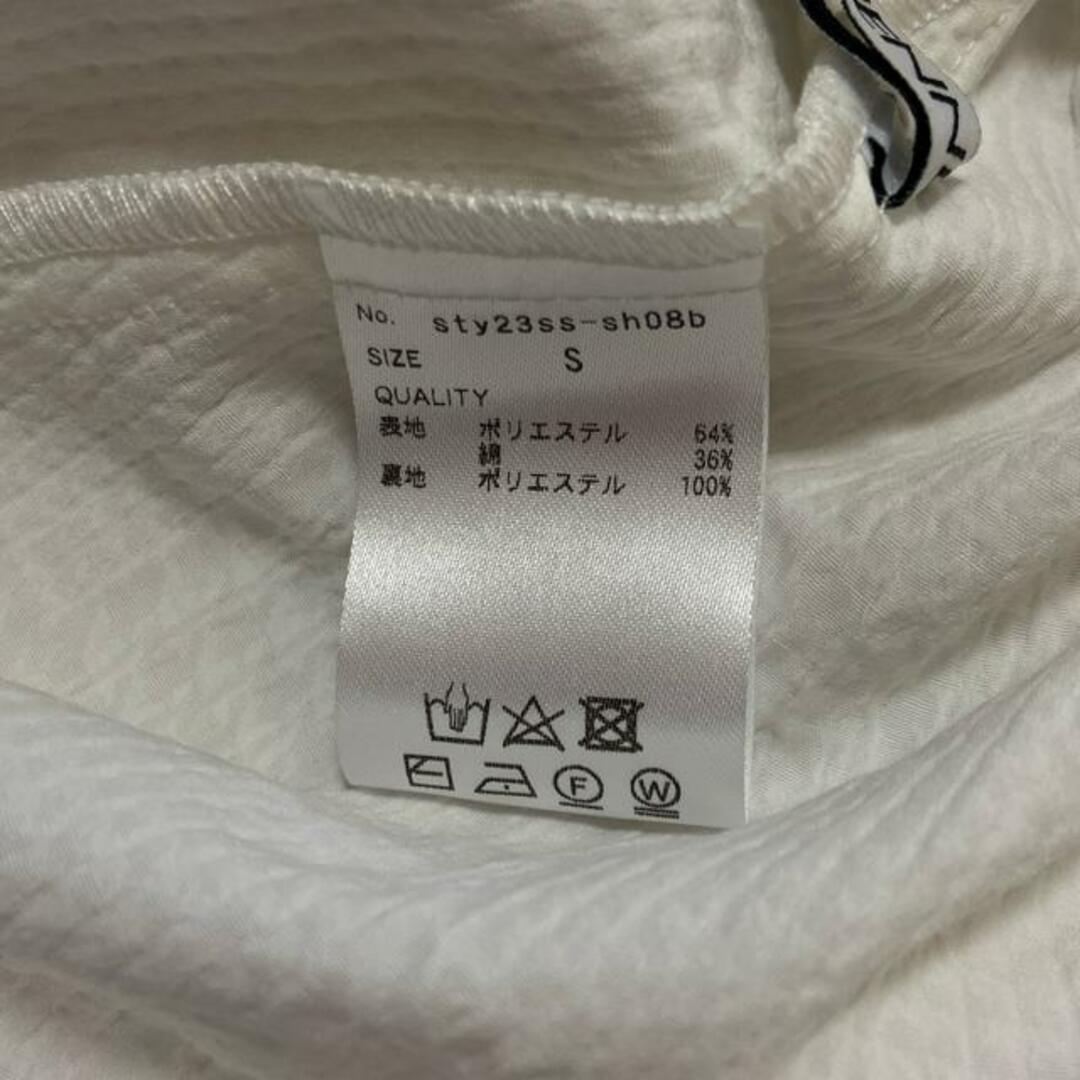 No. sty23ss-sh08b
SIZE S
QUALITY
表地 ポリエステル 64%
綿 36%
裏地 ポリエステル 100%
F W